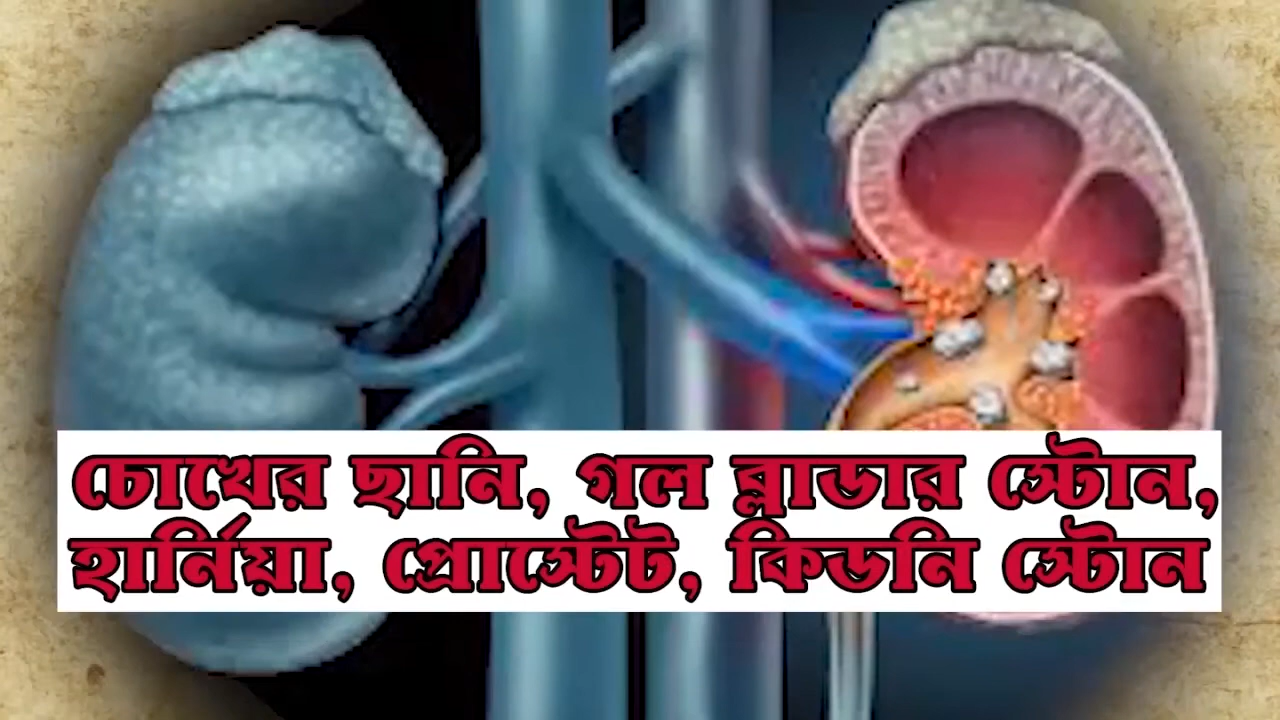 চোখের ছানি, গল ব্লাডার স্টোন,
হার্নিয়া, প্রোস্টেট, কিডনি স্টোন